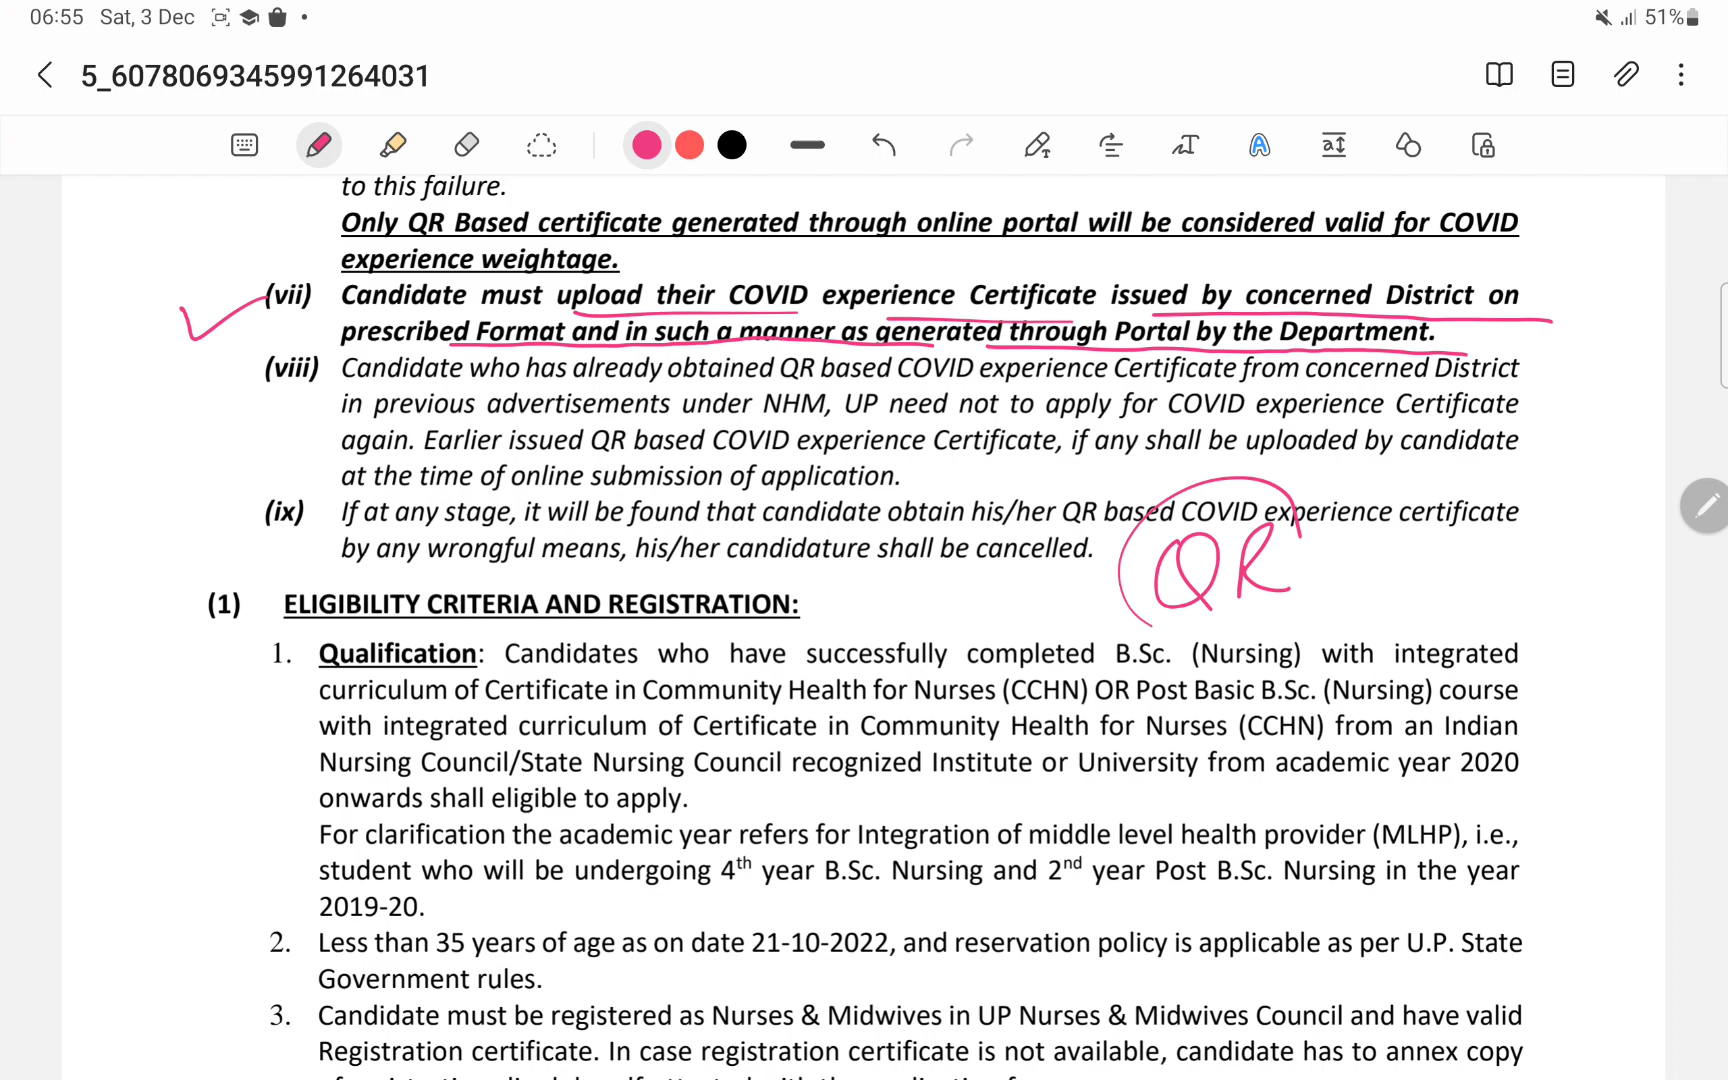 06:55 Sat, 3 Dec
51%
5_6078069345991264031
to this failure.
Only QR Based certificate generated through online portal will be considered valid for COVID
experience weightage.
(vii) Candidate must upload their COVID experience Certificate issued by concerned District on
prescribed Format and in such a manner as generated through Portal by the Department.
(viii) Candidate who has already obtained QR based COVID experience Certificate from concerned District
in previous advertisements under NHM, UP need not to apply for COVID experience Certificate
again. Earlier issued QR based COVID experience Certificate, if any shall be uploaded by candidate
at the time of online submission of application.
(ix) If at any stage, it will be found that candidate obtain his/her QR based COVID experience certificate
by any wrongful means, his/her candidature shall be cancelled.
QR
(1) ELIGIBILITY CRITERIA AND REGISTRATION:
1. Qualification: Candidates who have successfully completed B.Sc. (Nursing) with integrated
curriculum of Certificate in Community Health for Nurses (CCHN) OR Post Basic B.Sc. (Nursing) course
with integrated curriculum of Certificate in Community Health for Nurses (CCHN) from an Indian
Nursing Council/State Nursing Council recognized Institute or University from academic year 2020
onwards shall eligible to apply.
For clarification the academic year refers for Integration of middle level health provider (MLHP), i.e.,
student who will be undergoing 4th year B.Sc. Nursing and 2nd year Post B.Sc. Nursing in the year
2019-20.
2. Less than 35 years of age as on date 21-10-2022, and reservation policy is applicable as per U.P. State
Government rules.
3. Candidate must be registered as Nurses & Midwives in UP Nurses & Midwives Council and have valid
Registration certificate. In case registration certificate is not available, candidate has to annex copy